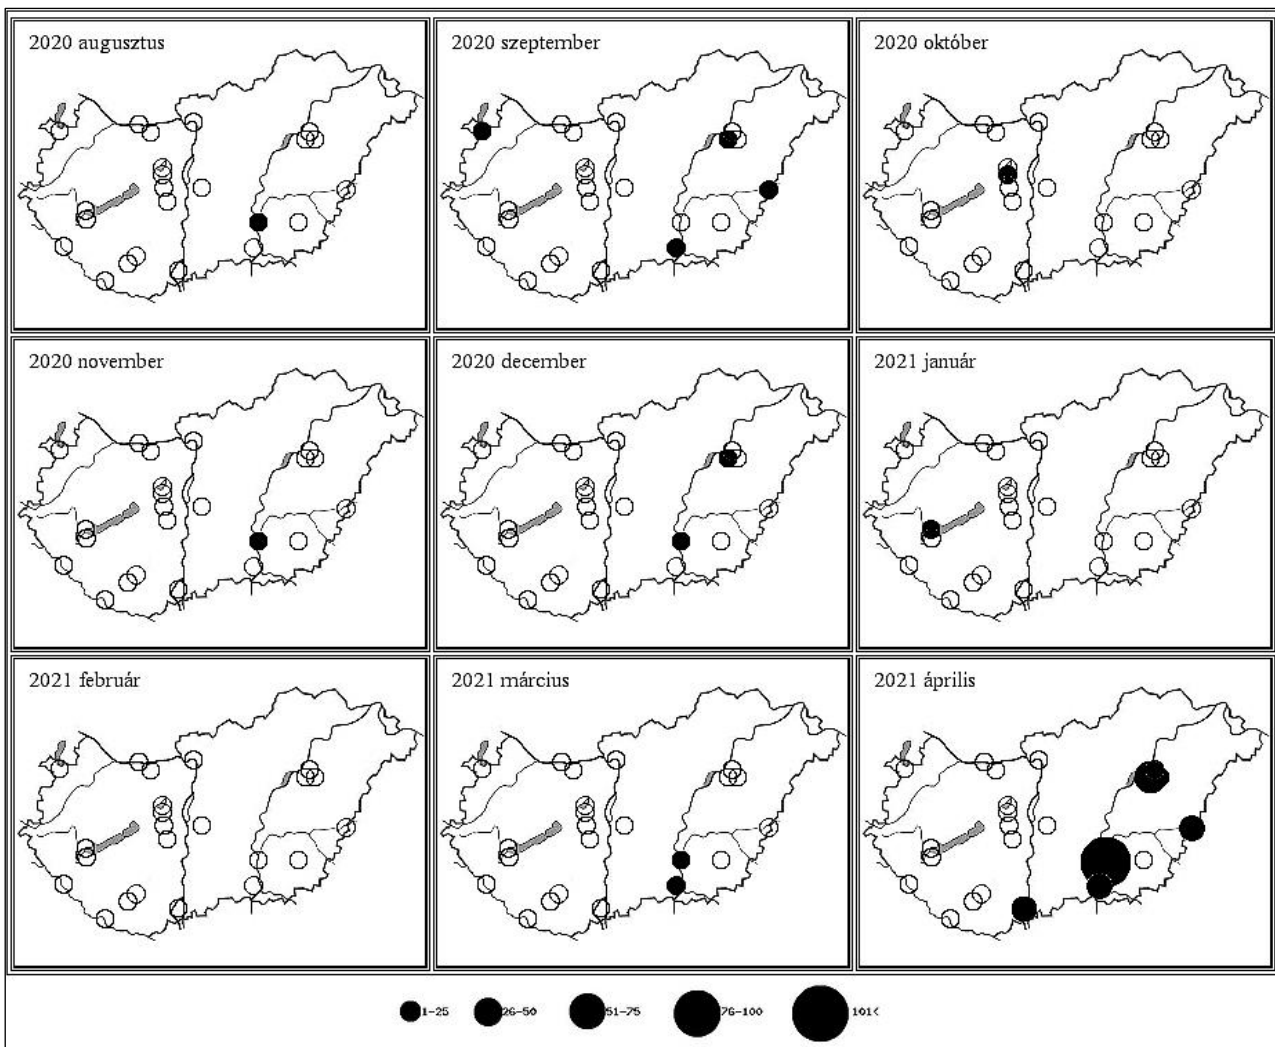 2020 augusztus
2020 szeptember
2020 október
2020 november
2020 december
2021 január
2021 február
2021 március
2021 április
1-25 26-50 51-75 76-100 101<